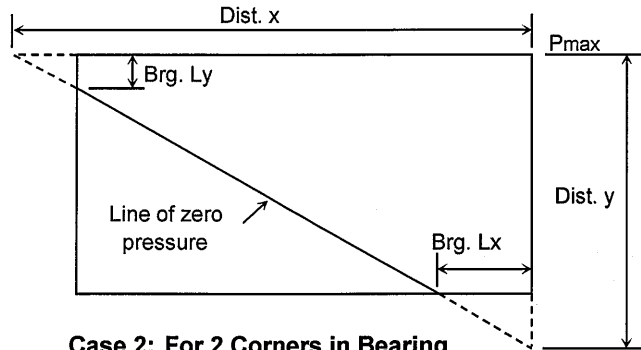 Dist. x
Pmax
Brg. Ly
Dist. y
Line of zero
pressure
Brg. Lx
Case 2: For 2 Corners in Bearing